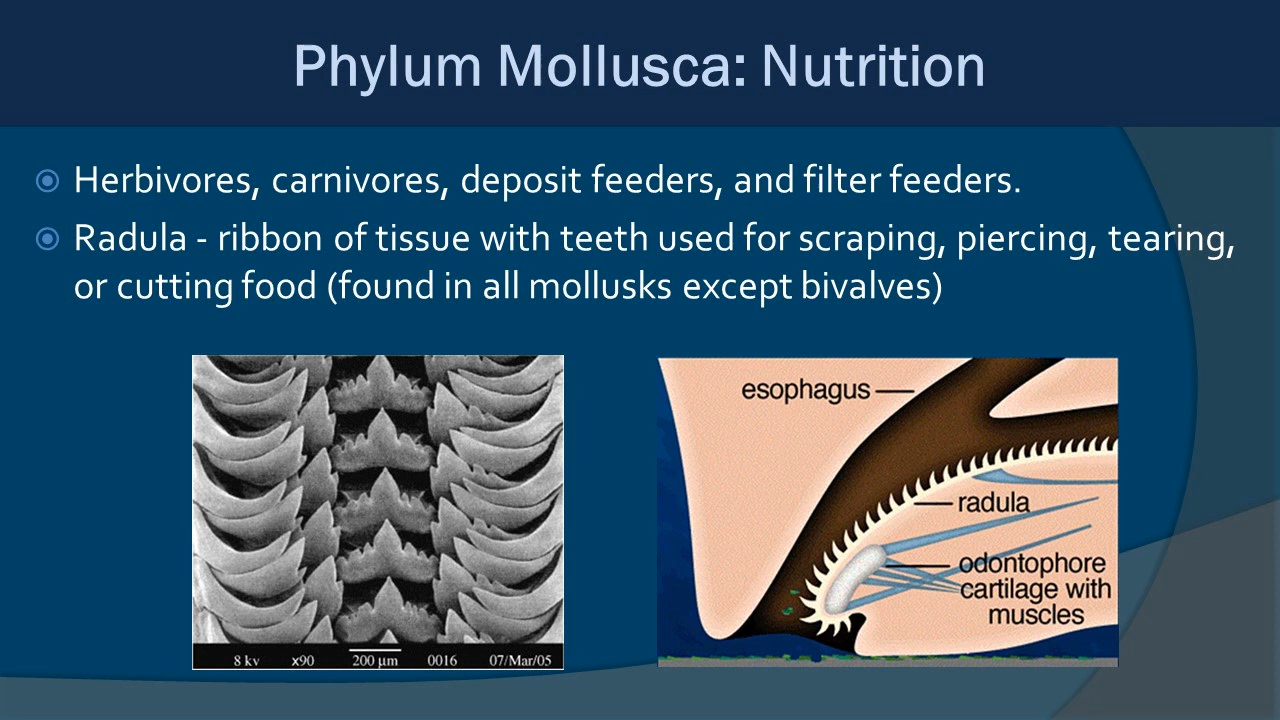 Phylum Mollusca: Nutrition
Herbivores, carnivores, deposit feeders, and filter feeders.
Radula - ribbon of tissue with teeth used for scraping, piercing, tearing,
or cutting food (found in all mollusks except bivalves)
8 kv x90 200 µm 0016 07/Mar/05
esophagus
radula
odontophore
cartilage with
muscles